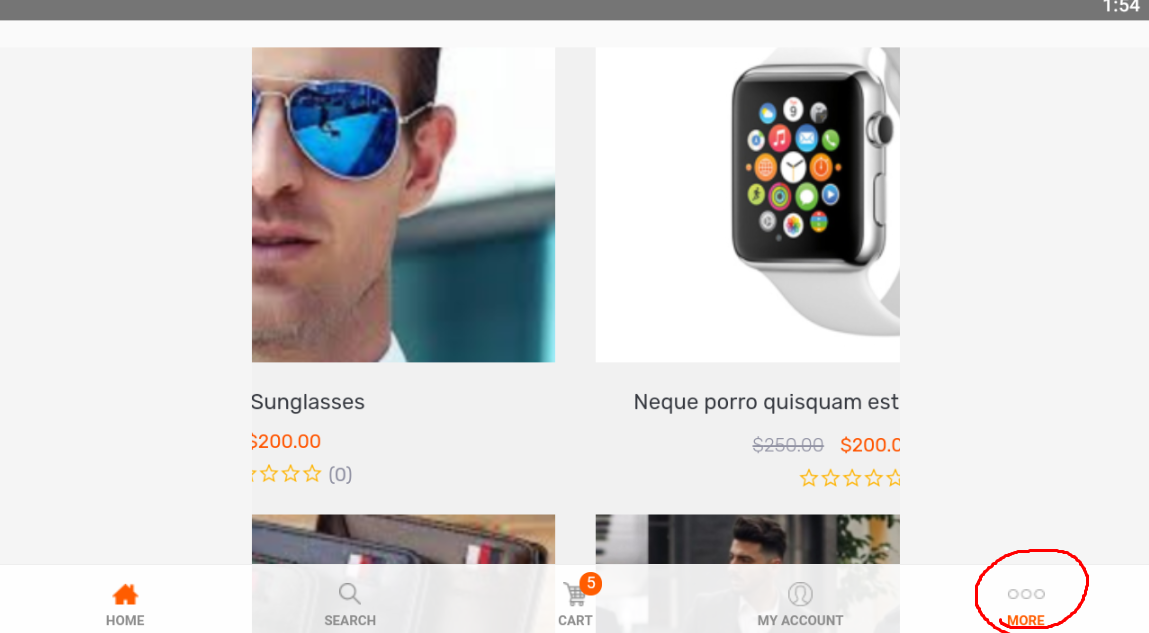 1:54
Sunglasses
$200.00
(0)
Neque porro quisquam est
$250.00 $200.0
5
HOME
SEARCH
CART
MY ACCOUNT
MORE